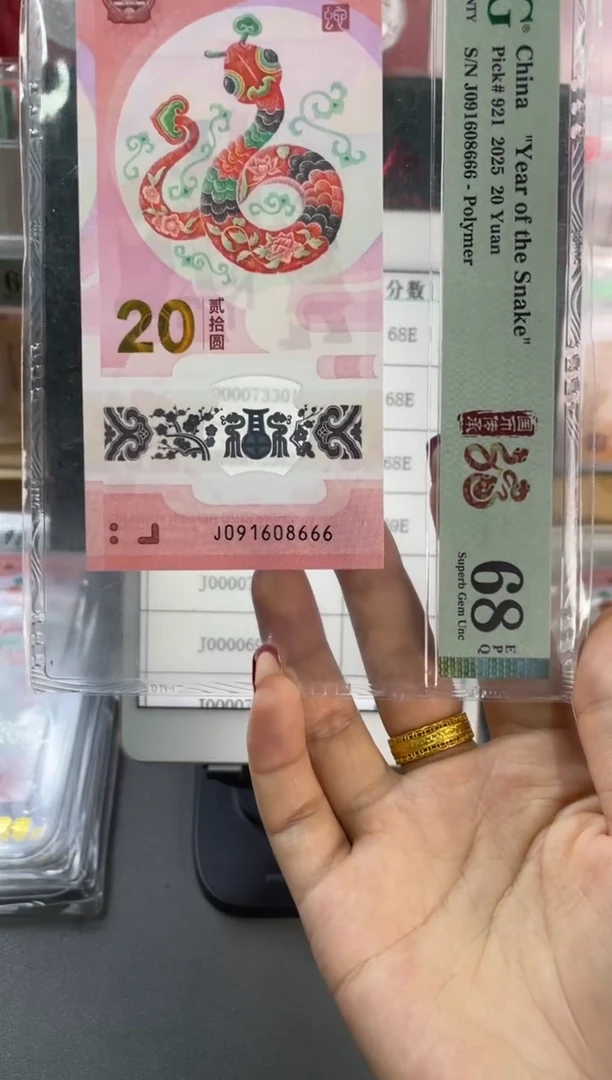 20
贰拾圆
J091608666
G®
NTY
China "Year of the Snake"
Pick# 921 2025 20 Yuan
S/N J091608666 - Polymer
68 EPQ
Superb Gem Unc
分数
68E
68E
68E